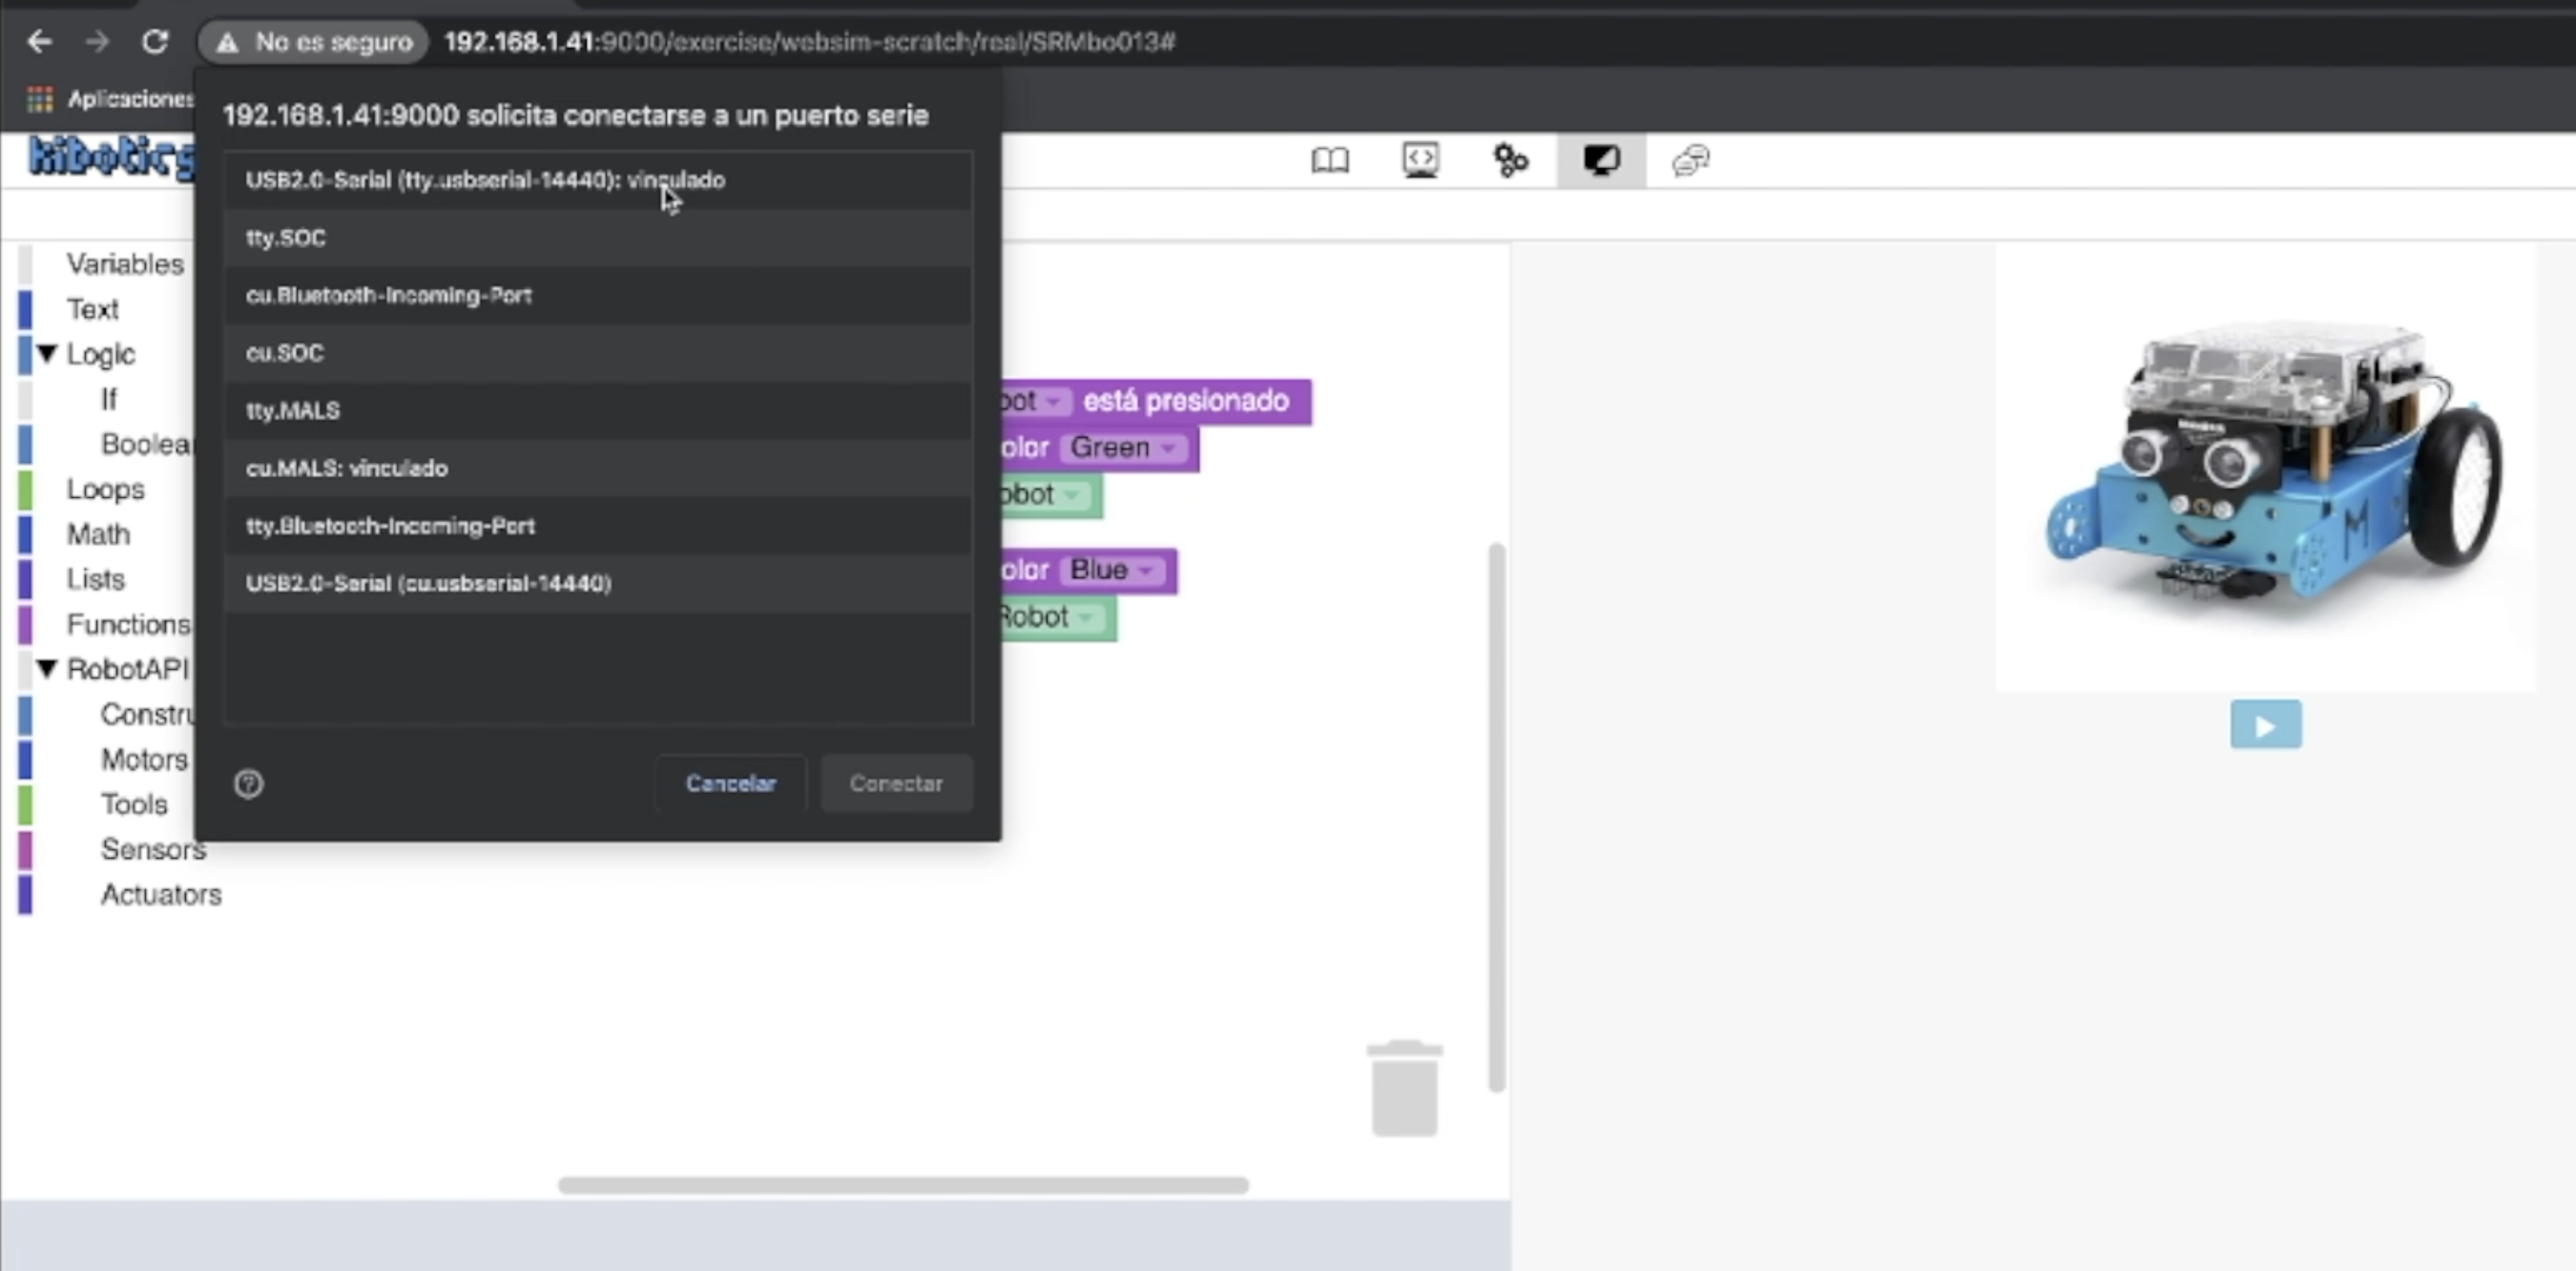 No es seguro 192.168.1.41:9000/exercise/websim-scratch/real/SRMbo013#
Aplicaciones
192.168.1.41:9000 solicita conectarse a un puerto serie
kibotics
USB2.0-Serial (tty.usbserial-14440): vinculado
tty.SOC
cu.Bluetooth-Incoming-Port
cu.SOC
tty.MALS
cu.MALS: vinculado
tty.Bluetooth-Incoming-Port
USB2.0-Serial (cu.usbserial-14440)
Cancelar Conectar
Variables
Text
Logic
If
Boolea
Loops
Math
Lists
Functions
RobotAPI
Constru
Motors
Tools
Sensors
Actuators
bot está presionado
olor Green
obot
olor Blue
Robot
M